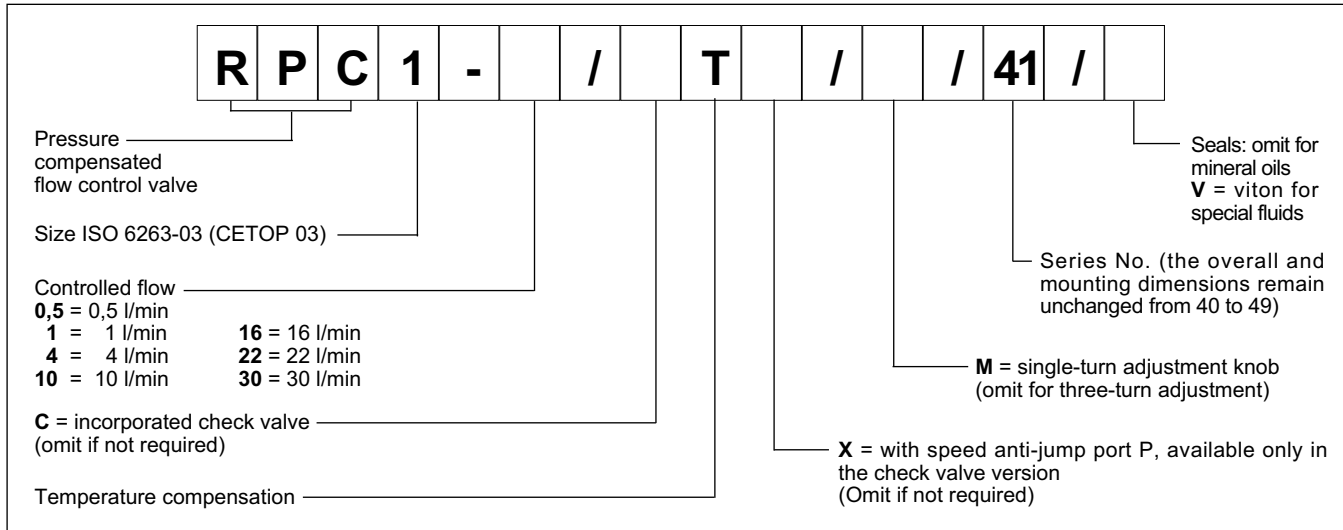 R P C 1 - / T / / 41 /
Pressure
compensated
flow control valve
Size ISO 6263-03 (CETOP 03)
Controlled flow
0,5 = 0,5 l/min
1 = 1 l/min
4 = 4 l/min
10 = 10 l/min
16 = 16 l/min
22 = 22 l/min
30 = 30 l/min
C = incorporated check valve
(omit if not required)
Temperature compensation
Seals: omit for
mineral oils
V = viton for
special fluids
Series No. (the overall and
mounting dimensions remain
unchanged from 40 to 49)
M = single-turn adjustment knob
(omit for three-turn adjustment)
X = with speed anti-jump port P, available only in
the check valve version
(Omit if not required)